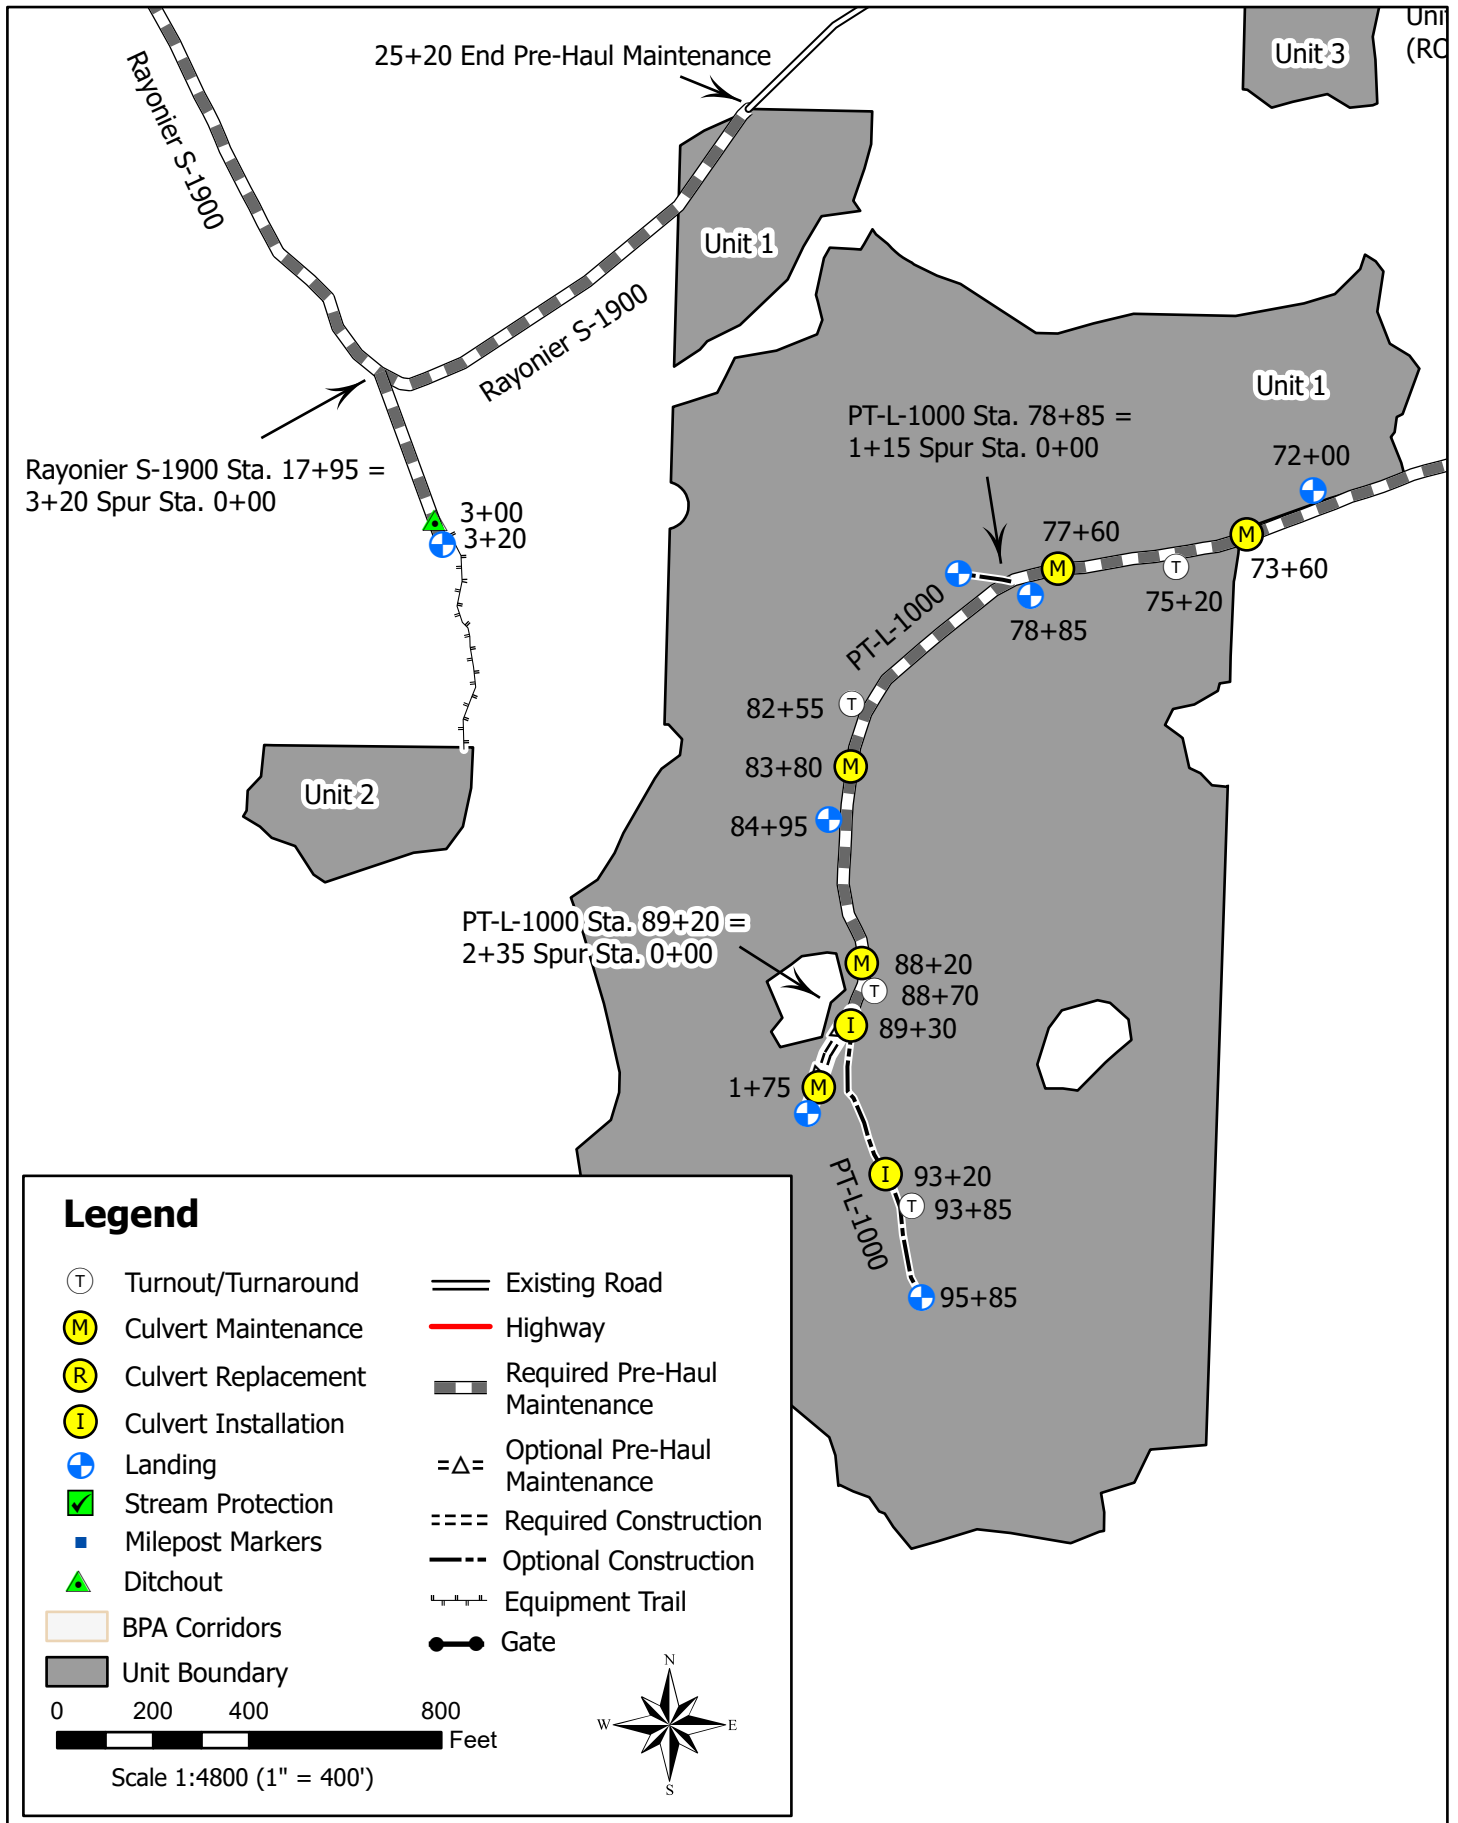 25+20 End Pre-Haul Maintenance
Unit 3
(RC
Rayonier S-1900
Unit 1
Rayonier S-1900
Unit 1
PT-L-1000 Sta. 78+85 =
1+15 Spur Sta. 0+00
Rayonier S-1900 Sta. 17+95 =
3+20 Spur Sta. 0+00
72+00
3+00
3+20
77+60
M
M
T
73+60
75+20
78+85
PT-L-1000
82+55
T
83+80
M
84+95
Unit 2
PT-L-1000 Sta. 89+20 =
2+35 Spur Sta. 0+00
M
88+20
T
88+70
I
89+30
1+75
M
I
93+20
T
93+85
PT-L-1000
95+85
Legend
T
Turnout/Turnaround
M
Culvert Maintenance
R
Culvert Replacement
I
Culvert Installation
Landing
Stream Protection
Milepost Markers
Ditchout
BPA Corridors
Unit Boundary
Existing Road
Highway
Required Pre-Haul
Maintenance
Optional Pre-Haul
Maintenance
Required Construction
Optional Construction
Equipment Trail
Gate
0 200 400 800
Feet
Scale 1:4800 (1" = 400')
N
W
E
S